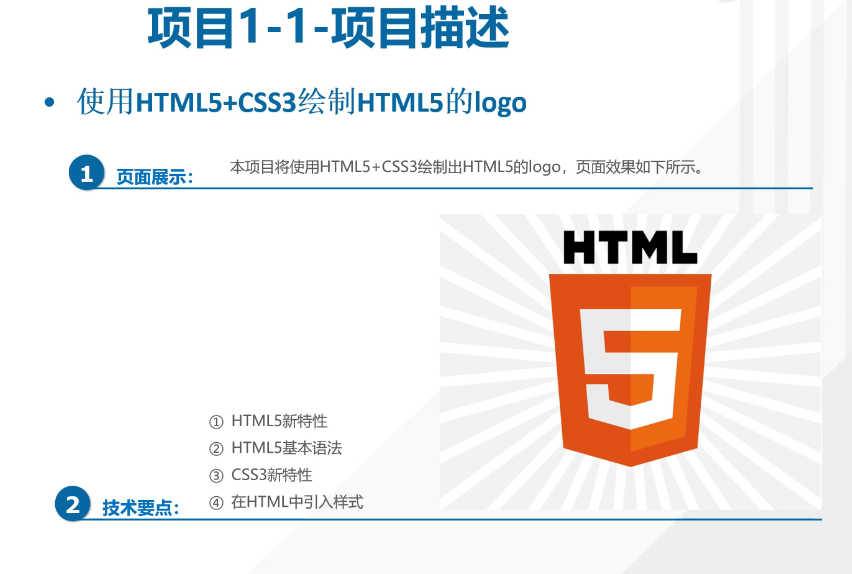 项目1-1-项目描述
• 使用HTML5+CSS3绘制HTML5的logo
1 页面展示： 本项目将使用HTML5+CSS3绘制出HTML5的logo，页面效果如下所示。
HTML
5
① HTML5新特性
② HTML5基本语法
③ CSS3新特性
④ 在HTML中引入样式
2 技术要点：